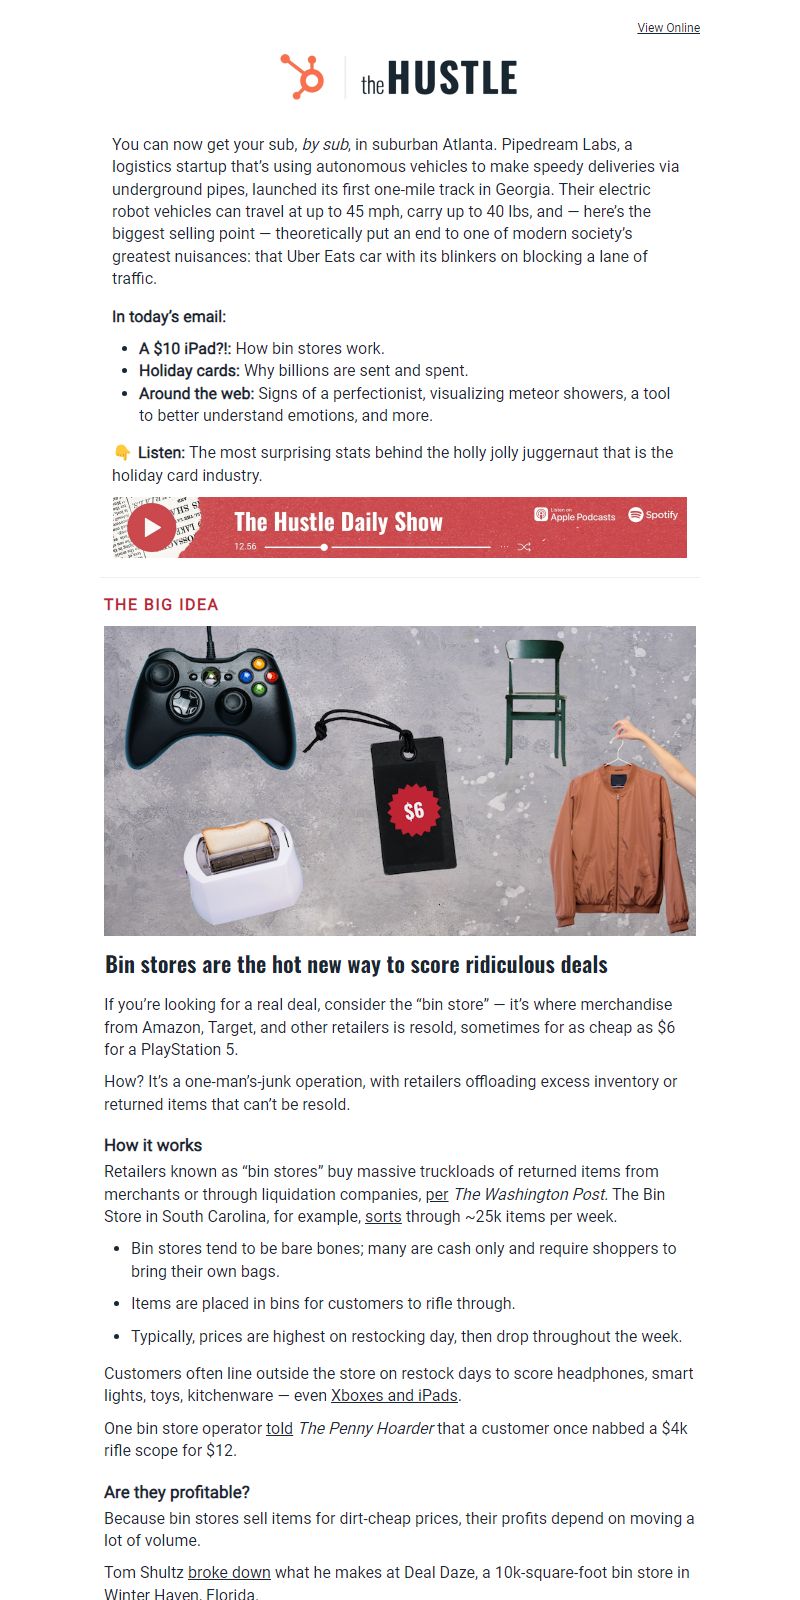 View Online
the HUSTLE
You can now get your sub, by sub, in suburban Atlanta. Pipedream Labs, a
logistics startup that’s using autonomous vehicles to make speedy deliveries via
underground pipes, launched its first one-mile track in Georgia. Their electric
robot vehicles can travel at up to 45 mph, carry up to 40 lbs, and — here’s the
biggest selling point — theoretically put an end to one of modern society’s
greatest nuisances: that Uber Eats car with its blinkers on blocking a lane of
traffic.
In today’s email:
• A $10 iPad?!: How bin stores work.
• Holiday cards: Why billions are sent and spent.
• Around the web: Signs of a perfectionist, visualizing meteor showers, a tool
to better understand emotions, and more.
👇 Listen: The most surprising stats behind the holly jolly juggernaut that is the
holiday card industry.
The Hustle Daily Show
Listen on
Apple Podcasts
Spotify
12.56
THE BIG IDEA
$6
Bin stores are the hot new way to score ridiculous deals
If you’re looking for a real deal, consider the “bin store” — it’s where merchandise
from Amazon, Target, and other retailers is resold, sometimes for as cheap as $6
for a PlayStation 5.
How? It’s a one-man’s-junk operation, with retailers offloading excess inventory or
returned items that can’t be resold.
How it works
Retailers known as “bin stores” buy massive truckloads of returned items from
merchants or through liquidation companies, per The Washington Post. The Bin
Store in South Carolina, for example, sorts through ~25k items per week.
• Bin stores tend to be bare bones; many are cash only and require shoppers to
bring their own bags.
• Items are placed in bins for customers to rifle through.
• Typically, prices are highest on restocking day, then drop throughout the week.
Customers often line outside the store on restock days to score headphones, smart
lights, toys, kitchenware — even Xboxes and iPads.
One bin store operator told The Penny Hoarder that a customer once nabbed a $4k
rifle scope for $12.
Are they profitable?
Because bin stores sell items for dirt-cheap prices, their profits depend on moving a
lot of volume.
Tom Shultz broke down what he makes at Deal Daze, a 10k-square-foot bin store in
Winter Haven, Florida.